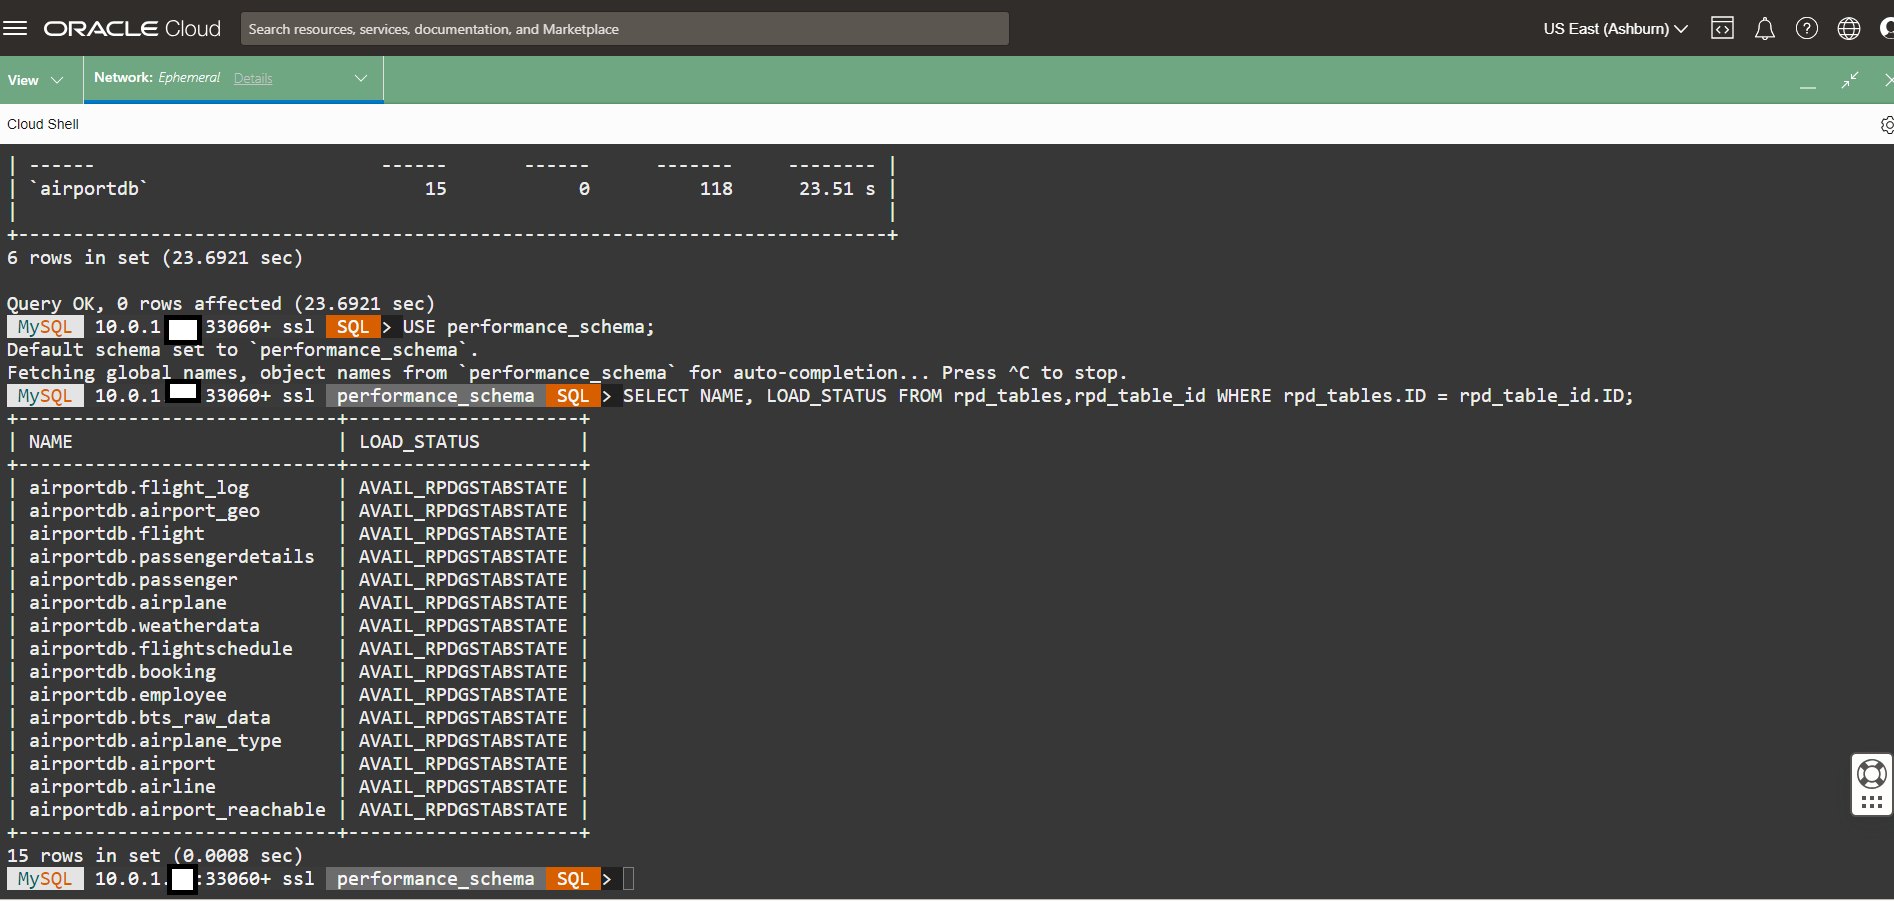 ORACLE Cloud
Search resources, services, documentation, and Marketplace
US East (Ashburn)
View
Network: Ephemeral Details
Cloud Shell
| ------ ------ ------ ------- -------- |
| `airportdb` 15 0 118 23.51 s |
| |
+-------------------------------------------------------------------------------+
6 rows in set (23.6921 sec)
Query OK, 0 rows affected (23.6921 sec)
MySQL 10.0.1 33060+ ssl SQL > USE performance_schema;
Default schema set to `performance_schema`.
Fetching global names, object names from `performance_schema` for auto-completion... Press ^C to stop.
MySQL 10.0.1 33060+ ssl performance_schema SQL > SELECT NAME, LOAD_STATUS FROM rpd_tables,rpd_table_id WHERE rpd_tables.ID = rpd_table_id.ID;
+-----------------------------+---------------------+
| NAME | LOAD_STATUS |
+-----------------------------+---------------------+
| airportdb.flight_log | AVAIL_RPDGSTABSTATE |
| airportdb.airport_geo | AVAIL_RPDGSTABSTATE |
| airportdb.flight | AVAIL_RPDGSTABSTATE |
| airportdb.passengerdetails | AVAIL_RPDGSTABSTATE |
| airportdb.passenger | AVAIL_RPDGSTABSTATE |
| airportdb.airplane | AVAIL_RPDGSTABSTATE |
| airportdb.weatherdata | AVAIL_RPDGSTABSTATE |
| airportdb.flightschedule | AVAIL_RPDGSTABSTATE |
| airportdb.booking | AVAIL_RPDGSTABSTATE |
| airportdb.employee | AVAIL_RPDGSTABSTATE |
| airportdb.bts_raw_data | AVAIL_RPDGSTABSTATE |
| airportdb.airplane_type | AVAIL_RPDGSTABSTATE |
| airportdb.airport | AVAIL_RPDGSTABSTATE |
| airportdb.airline | AVAIL_RPDGSTABSTATE |
| airportdb.airport_reachable | AVAIL_RPDGSTABSTATE |
+-----------------------------+---------------------+
15 rows in set (0.0008 sec)
MySQL 10.0.1. :33060+ ssl performance_schema SQL >